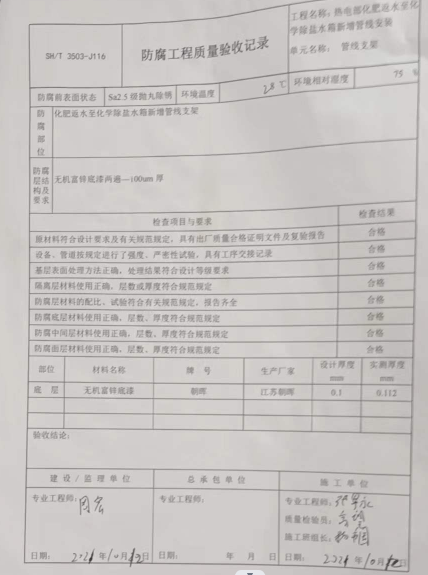 SH/T 3503-J116
防腐工程质量验收记录
工程名称：热电部化肥返水至化
学除盐水箱新增管线支架
单元名称： 管线支架
防腐前表面状态 Sa2.5级抛丸除锈 环境温度 28℃ 环境相对湿度 75 %
防腐部位 化肥返水至化学除盐水箱新增管线支架
防腐层结构及要求 无机富锌底漆两遍—100um厚
检查项目与要求 检查结果
原材料符合设计要求及有关规范规定，具有出厂质量合格证明文件及复验报告 合格
设备、管道按规定进行了强度、严密性试验，具有工序交接记录 合格
基层表面处理方法正确，处理结果符合设计等级要求 合格
隔离层材料使用正确、层数或厚度符合规范规定 合格
防腐层材料的配比、试验符合有关规范规定，报告齐全 合格
防腐底层材料使用正确，层数、厚度符合规范规定 合格
防腐中间层材料使用正确，层数、厚度符合规范规定 合格
防腐面层材料使用正确，层数、厚度符合规范规定 合格
部位 材料名称 牌 号 生产厂家 设计厚度 mm 实测厚度 mm
底 层 无机富锌底漆 朝晖 江苏朝晖 0.1 0.112
验收结论：
建 设 / 监 理 单 位 总 承 包 单 位 施 工 单 位
专业工程师： 专业工程师： 专业工程师：
质量检验员：
施工班组长：
日期： 2021年10月12日 日期： 年 月 日 日期： 2021年10月12日